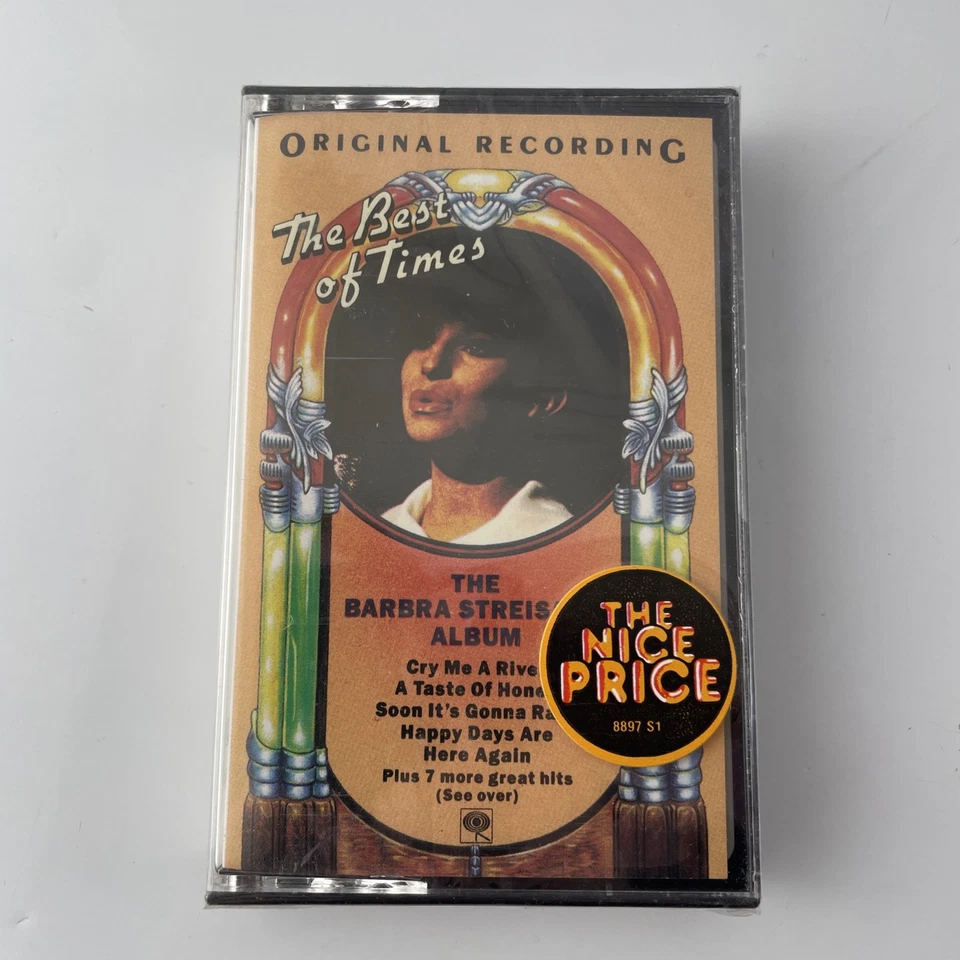 ORIGINAL RECORDING
The Best
of Times
THE
BARBRA STREIS
ALBUM
Cry Me A Rive
A Taste Of Hone
Soon It's Gonna Ra
Happy Days Are
Here Again
Plus 7 more great hits
(See over)
THE
NICE
PRICE
8897 S1